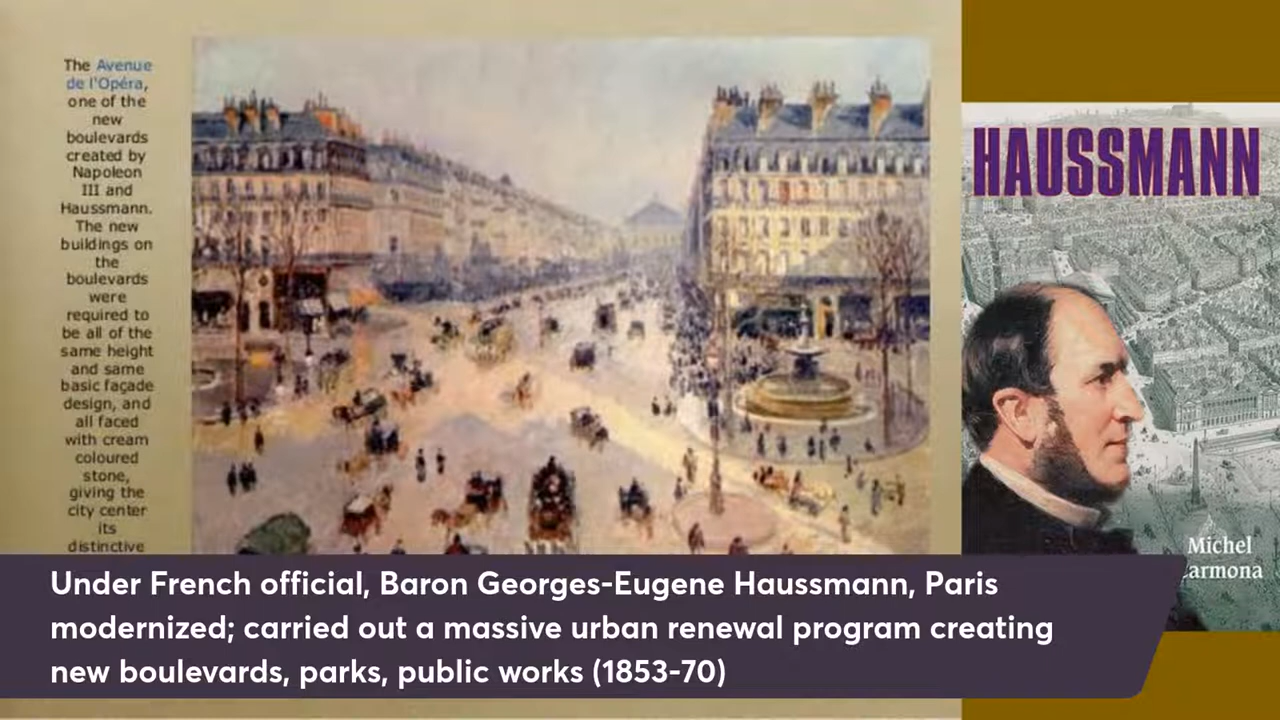 The Avenue
de l'Opéra,
one of the
new
boulevards
created by
Napoleon
III and
Haussmann.
The new
buildings on
the
boulevards
were
required to
be all of the
same height
and same
basic façade
design, and
all faced
with cream
coloured
stone,
giving the
city center
its
distinctive
HAUSSMANN
Michel
Carmona
Under French official, Baron Georges-Eugene Haussmann, Paris
modernized; carried out a massive urban renewal program creating
new boulevards, parks, public works (1853-70)